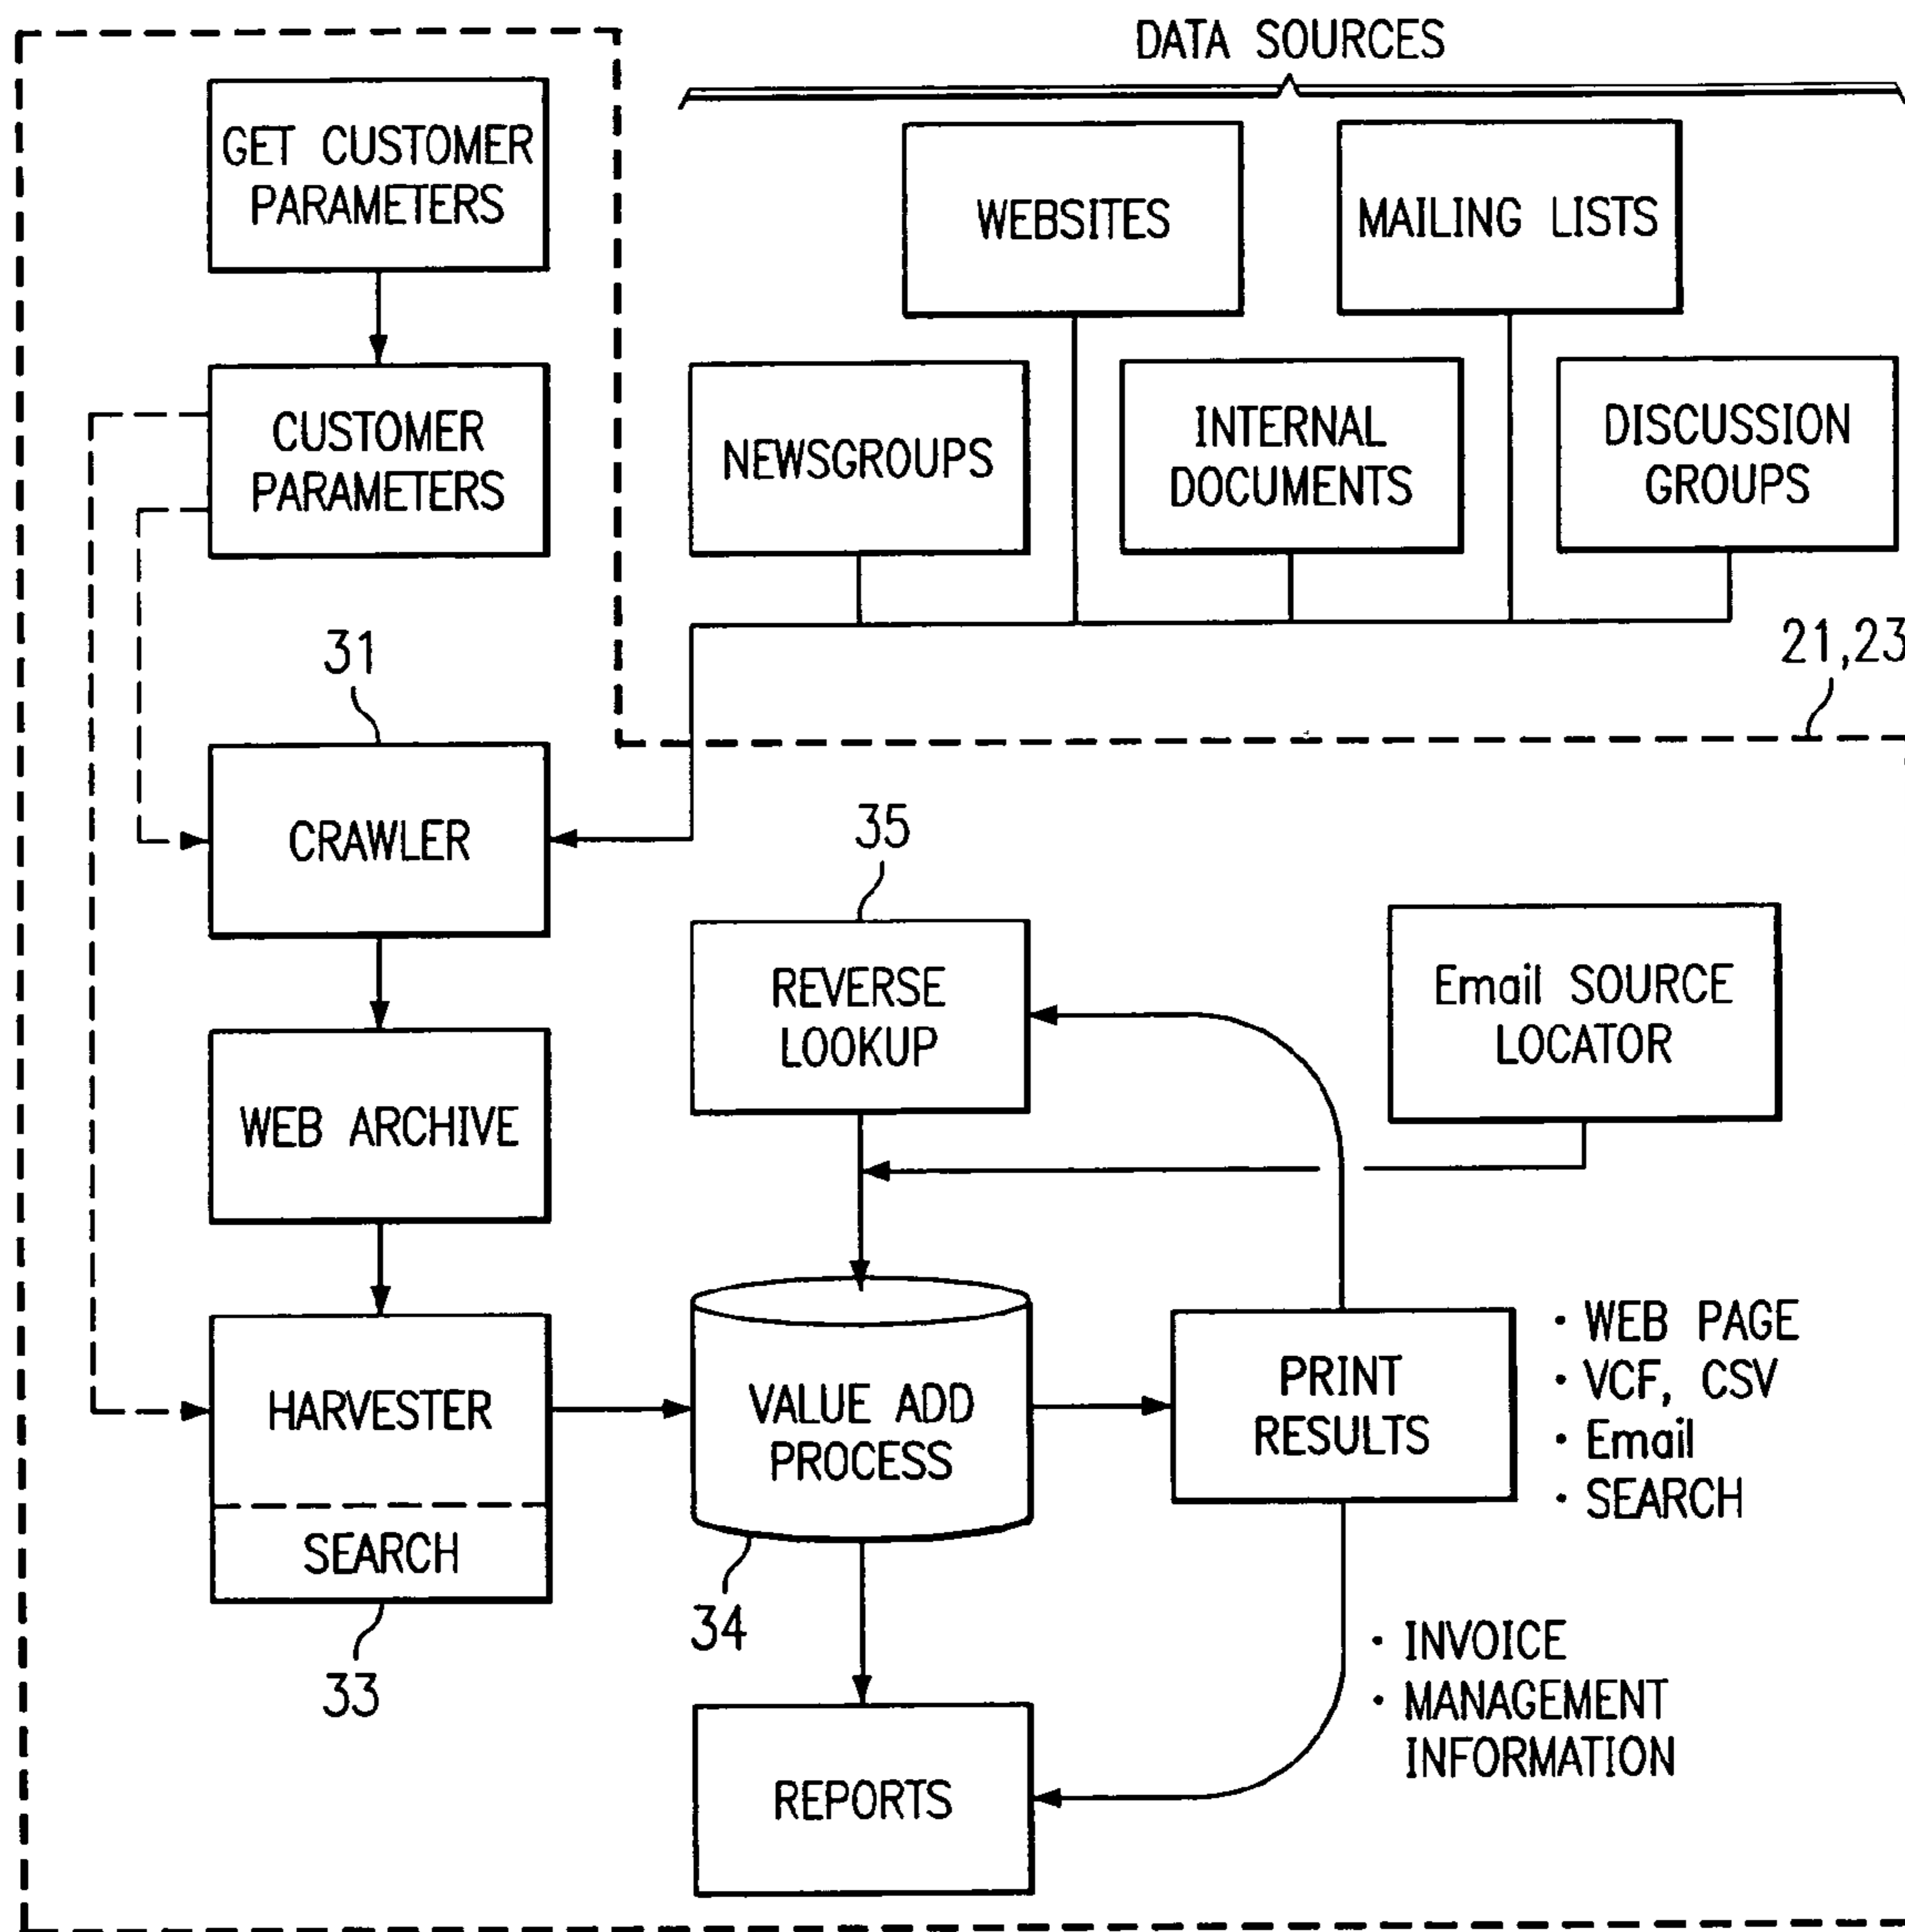 DATA SOURCES
GET CUSTOMER
PARAMETERS
WEBSITES
MAILING LISTS
CUSTOMER
PARAMETERS
NEWSGROUPS
INTERNAL
DOCUMENTS
DISCUSSION
GROUPS
21,23
31
CRAWLER
35
REVERSE
LOOKUP
Email SOURCE
LOCATOR
WEB ARCHIVE
HARVESTER
SEARCH
33
VALUE ADD
PROCESS
34
PRINT
RESULTS
· WEB PAGE
· VCF, CSV
· Email
· SEARCH
· INVOICE
· MANAGEMENT
INFORMATION
REPORTS